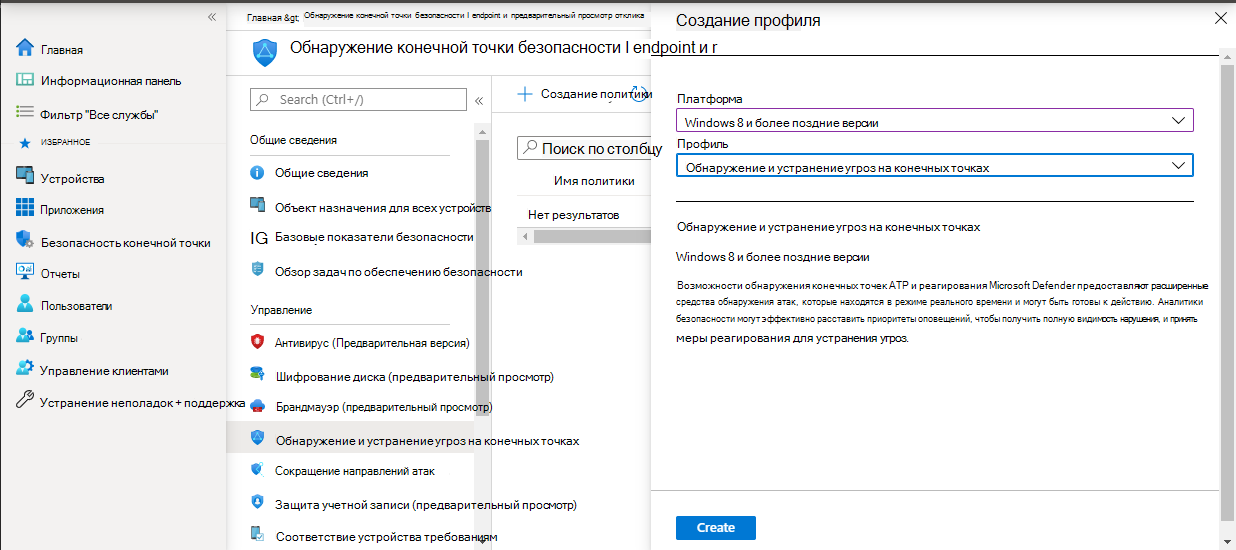 Главная
Информационная панель
Фильтр "Все службы"
ИЗБРАННОЕ
Устройства
Приложения
Безопасность конечной точки
Отчеты
Пользователи
Группы
Управление клиентами
Устранение неполадок + поддержка
Главная &gt; Обнаружение конечной точки безопасности I endpoint и предварительный просмотр отклика
Обнаружение конечной точки безопасности I endpoint и r
Search (Ctrl+/)
Общие сведения
Общие сведения
Объект назначения для всех устройств
IG Базовые показатели безопасности
Обзор задач по обеспечению безопасности
Управление
Антивирус (Предварительная версия)
Шифрование диска (предварительный просмотр)
Брандмауэр (предварительный просмотр)
Обнаружение и устранение угроз на конечных точках
Сокращение направлений атак
Защита учетной записи (предварительный просмотр)
Соответствие устройства требованиям
Создание политики
Поиск по столбцу
Имя политики
Нет результатов
Создание профиля
Платформа
Windows 8 и более поздние версии
Профиль
Обнаружение и устранение угроз на конечных точках
Обнаружение и устранение угроз на конечных точках
Windows 8 и более поздние версии
Возможности обнаружения конечных точек ATP и реагирования Microsoft Defender предоставляют расширенные
средства обнаружения атак, которые находятся в режиме реального времени и могут быть готовы к действию. Аналитики
безопасности могут эффективно расставить приоритеты оповещений, чтобы получить полную видимость нарушения, и принять
меры реагирования для устранения угроз.
Create